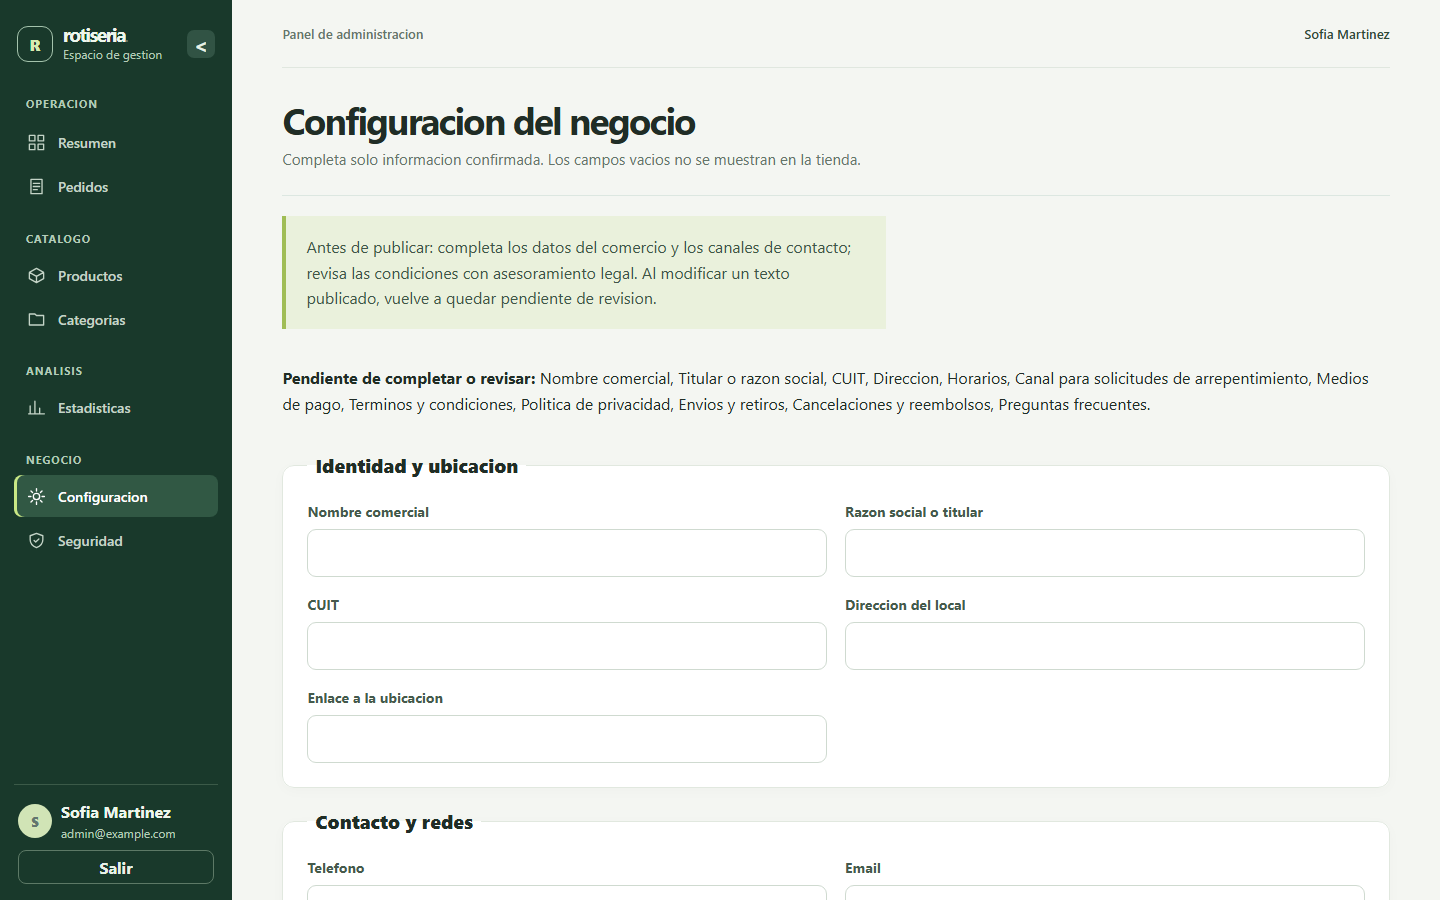 R
rotiseria
Espacio de gestion
<
OPERACION
Resumen
Pedidos
CATALOGO
Productos
Categorias
ANALISIS
Estadisticas
NEGOCIO
Configuracion
Seguridad
S
Sofia Martinez
admin@example.com
Salir
Panel de administracion
Sofia Martinez
Configuracion del negocio
Completa solo informacion confirmada. Los campos vacios no se muestran en la tienda.
Antes de publicar: completa los datos del comercio y los canales de contacto;
revisa las condiciones con asesoramiento legal. Al modificar un texto
publicado, vuelve a quedar pendiente de revision.
Pendiente de completar o revisar: Nombre comercial, Titular o razon social, CUIT, Direccion, Horarios, Canal para solicitudes de arrepentimiento, Medios
de pago, Terminos y condiciones, Politica de privacidad, Envios y retiros, Cancelaciones y reembolsos, Preguntas frecuentes.
Identidad y ubicacion
Nombre comercial
Razon social o titular
CUIT
Direccion del local
Enlace a la ubicacion
Contacto y redes
Telefono
Email